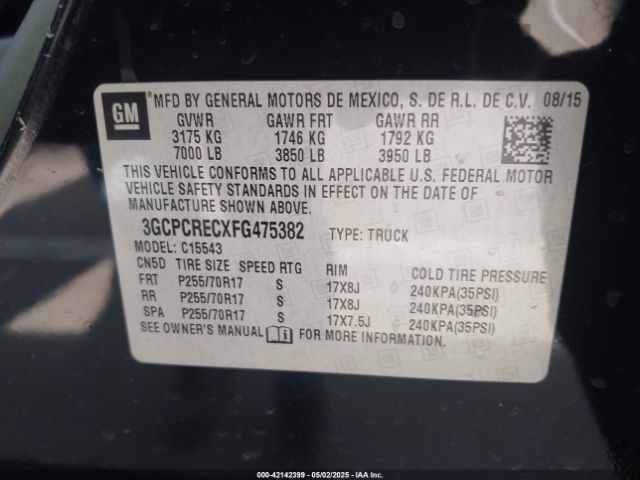 GM ® MFD BY GENERAL MOTORS DE MEXICO, S. DE R.L. DE C.V. 08/15
GVWR GAWR FRT GAWR RR
3175 KG 1746 KG 1792 KG
7000 LB 3850 LB 3950 LB
THIS VEHICLE CONFORMS TO ALL APPLICABLE U.S. FEDERAL MOTOR
VEHICLE SAFETY STANDARDS IN EFFECT ON THE DATE OF
MANUFACTURE SHOWN ABOVE.
3GCPCRECXFG475382 TYPE: TRUCK
MODEL: C15543
CN5D TIRE SIZE SPEED RTG RIM COLD TIRE PRESSURE
FRT P255/70R17 S 17X8J 240KPA(35PSI)
RR P255/70R17 S 17X8J 240KPA(35PSI)
SPA P255/70R17 S 17X7.5J 240KPA(35PSI)
SEE OWNER'S MANUAL FOR MORE INFORMATION.
000-42142399 - 05/02/2025 - IAAI.COM